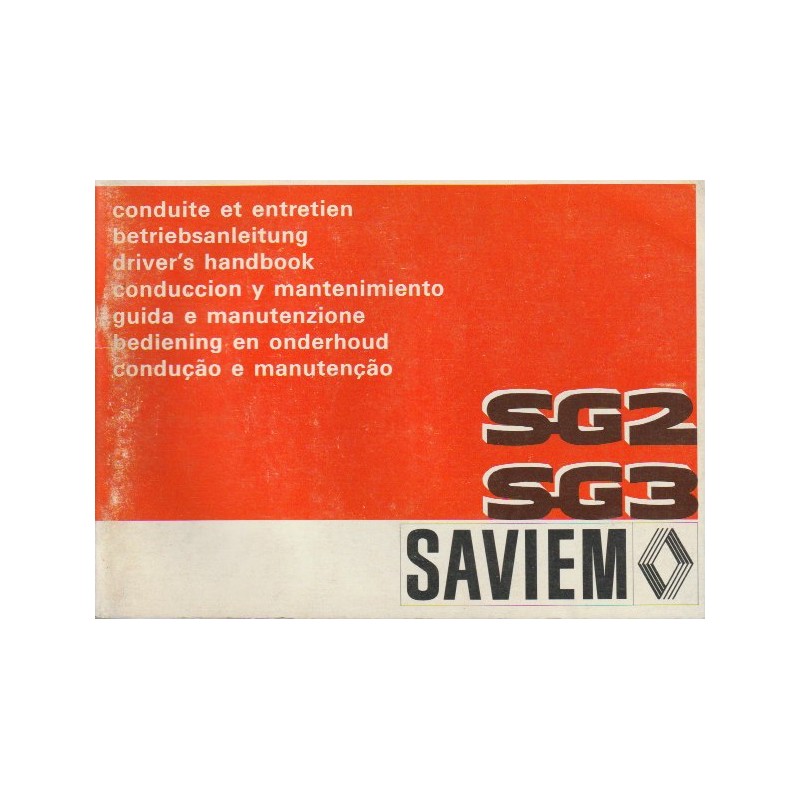 conduite et entretien
betriebsanleitung
driver's handbook
conduccion y mantenimiento
guida e manutenzione
bediening en onderhoud
condução e manutenção
SG2
SG3
SAVIEM